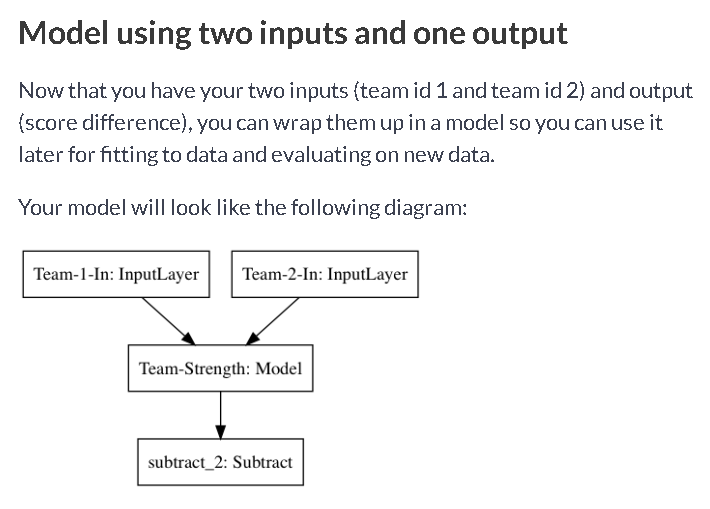 Model using two inputs and one output
Now that you have your two inputs (team id 1 and team id 2) and output
(score difference), you can wrap them up in a model so you can use it
later for fitting to data and evaluating on new data.
Your model will look like the following diagram:
Team-1-In: InputLayer
Team-2-In: InputLayer
Team-Strength: Model
subtract_2: Subtract